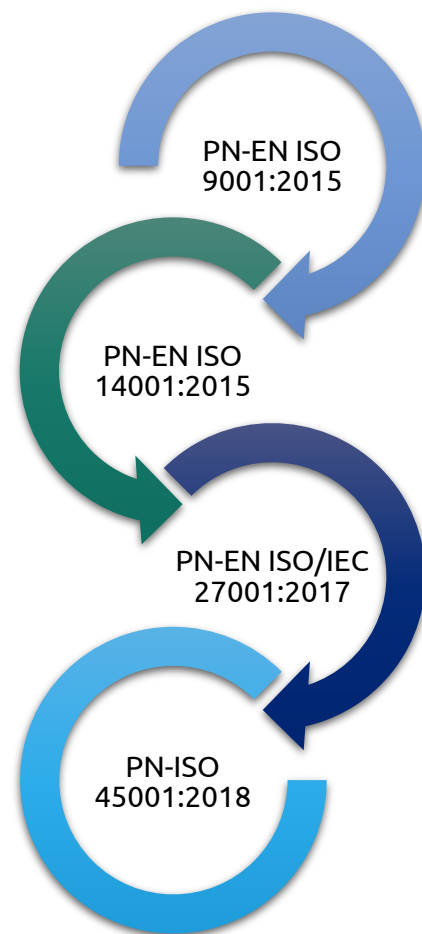 PN-EN ISO
9001:2015
PN-EN ISO
14001:2015
PN-EN ISO/IEC
27001:2017
PN-ISO
45001:2018